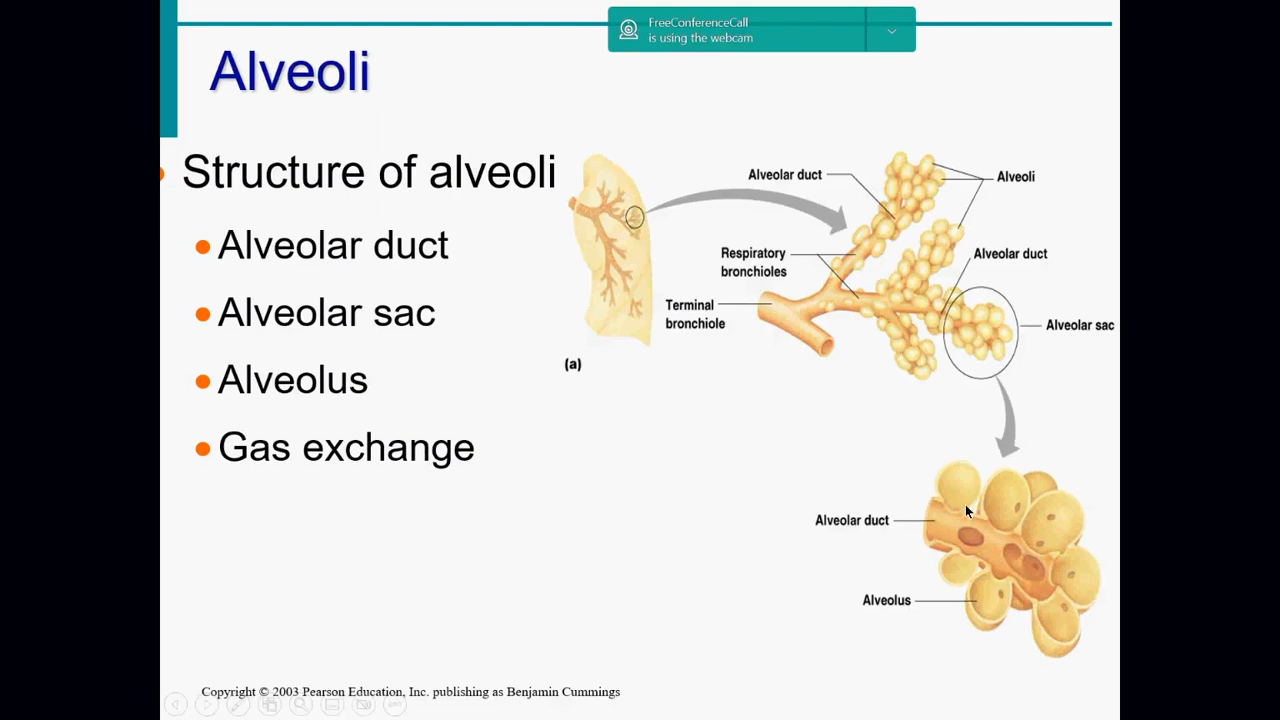 FreeConferenceCall
is using the webcam
Alveoli
Structure of alveoli
Alveolar duct
Alveolar sac
Alveolus
Gas exchange
Alveolar duct
Alveoli
Respiratory
bronchioles
Alveolar duct
Terminal
bronchiole
Alveolar sac
(a)
Alveolar duct
Alveolus
Copyright © 2003 Pearson Education, Inc. publishing as Benjamin Cummings